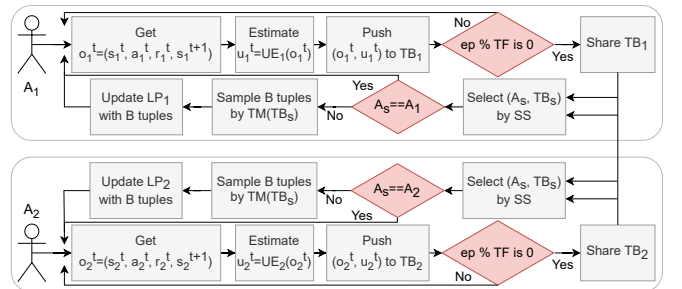 Get
o₁ᵗ=(s₁ᵗ, a₁ᵗ, r₁ᵗ, s₁ᵗ⁺¹)
Estimate
u₁ᵗ=UE₁(o₁ᵗ)
Push
(o₁ᵗ, u₁ᵗ) to TB₁
No
ep % TF is 0
Yes
Share TB₁
A₁
Update LP₁
with B tuples
Sample B tuples
by TM(TBₛ)
No
Yes
Aₛ==A₁
Select (Aₛ, TBₛ)
by SS
Update LP₂
with B tuples
Sample B tuples
by TM(TBₛ)
No
Yes
Aₛ==A₂
Select (Aₛ, TBₛ)
by SS
A₂
Get
o₂ᵗ=(s₂ᵗ, a₂ᵗ, r₂ᵗ, s₂ᵗ⁺¹)
Estimate
u₂ᵗ=UE₂(o₂ᵗ)
Push
(o₂ᵗ, u₂ᵗ) to TB₂
ep % TF is 0
No
Yes
Share TB₂